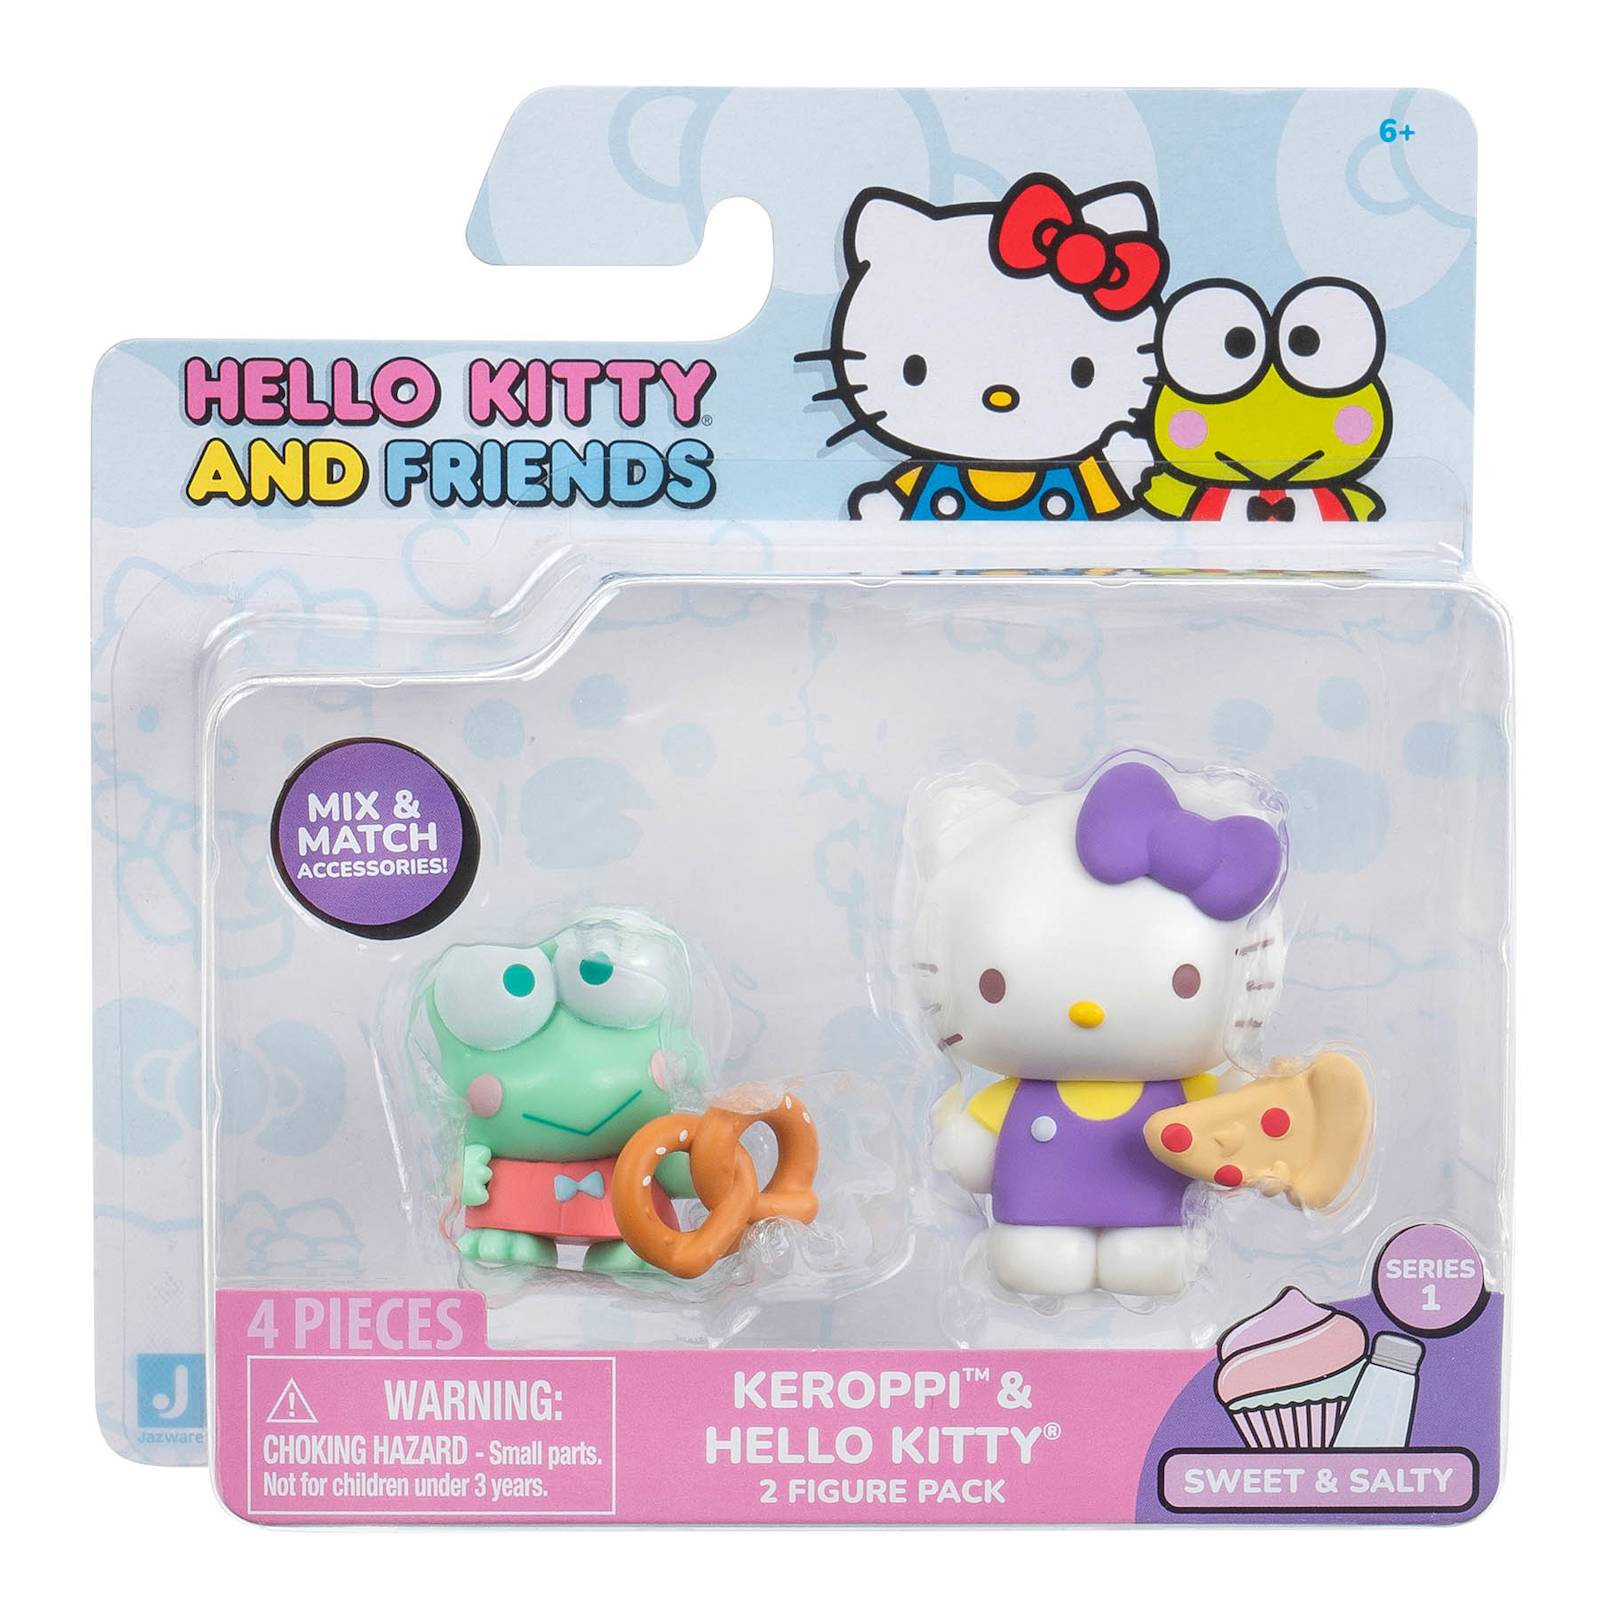 6+
HELLO KITTY®
AND FRIENDS
MIX &
MATCH
ACCESSORIES!
4 PIECES
WARNING:
CHOKING HAZARD - Small parts.
Not for children under 3 years.
J
Jazware
KEROPPI™ &
HELLO KITTY®
2 FIGURE PACK
SERIES
1
SWEET & SALTY